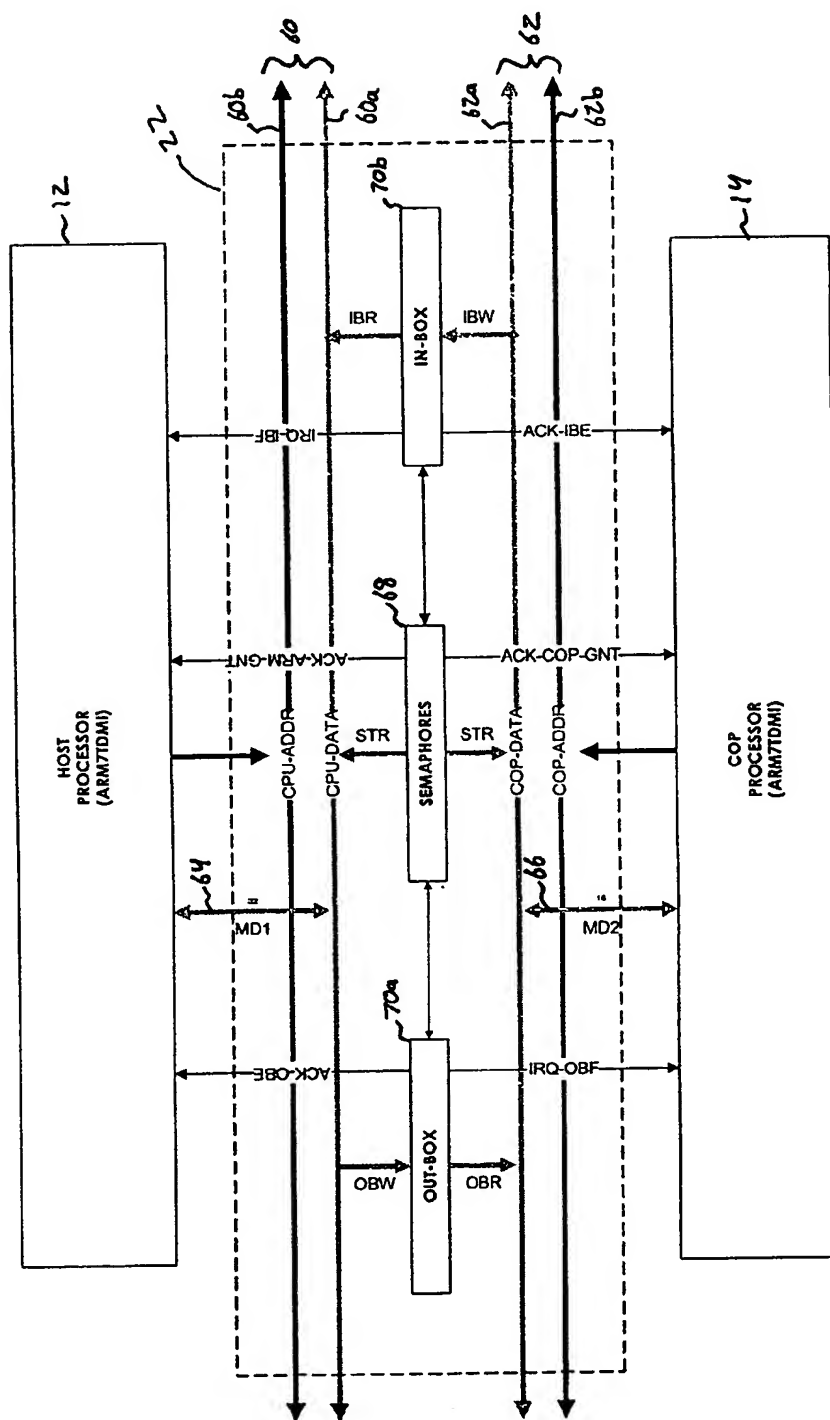 12
HOST
PROCESSOR
(ARM7TDMI)
22
60b
60
60a
62a
62
62b
64
MD1
CPU-ADDR
CPU-DATA
ACK-OBE
ACK-ARM-GNT
IRQ-IBF
OBW
70a
OUT-BOX
OBR
STR
68
SEMAPHORES
STR
IBR
70b
IN-BOX
IBW
IRQ-OBF
66
MD2
16
COP-DATA
COP-ADDR
ACK-COP-GNT
ACK-IBE
14
COP
PROCESSOR
(ARM7TDMI)